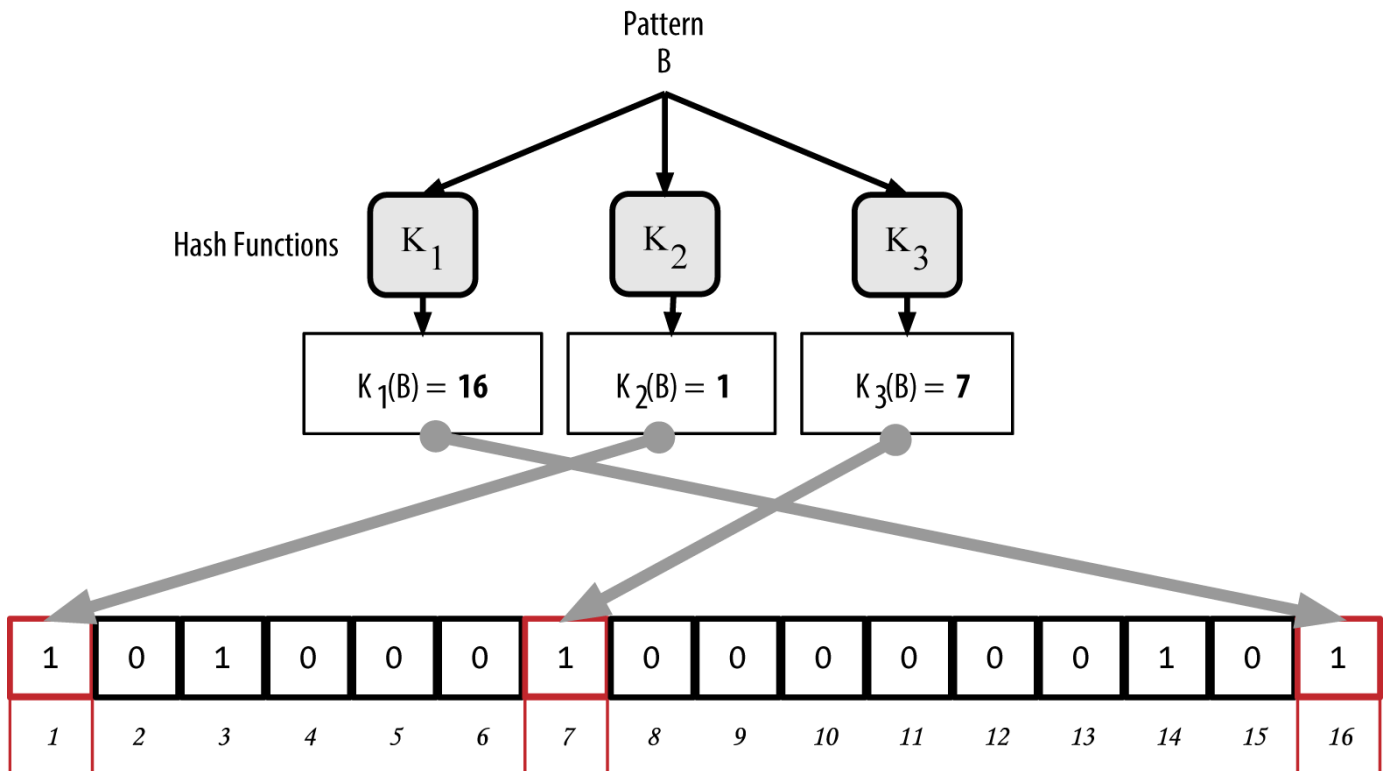 Pattern
B
Hash Functions
K1
K2
K3
K1(B) = 16
K2(B) = 1
K3(B) = 7
1 0 1 0 0 0 1 0 0 0 0 0 0 1 0 1
1 2 3 4 5 6 7 8 9 10 11 12 13 14 15 16